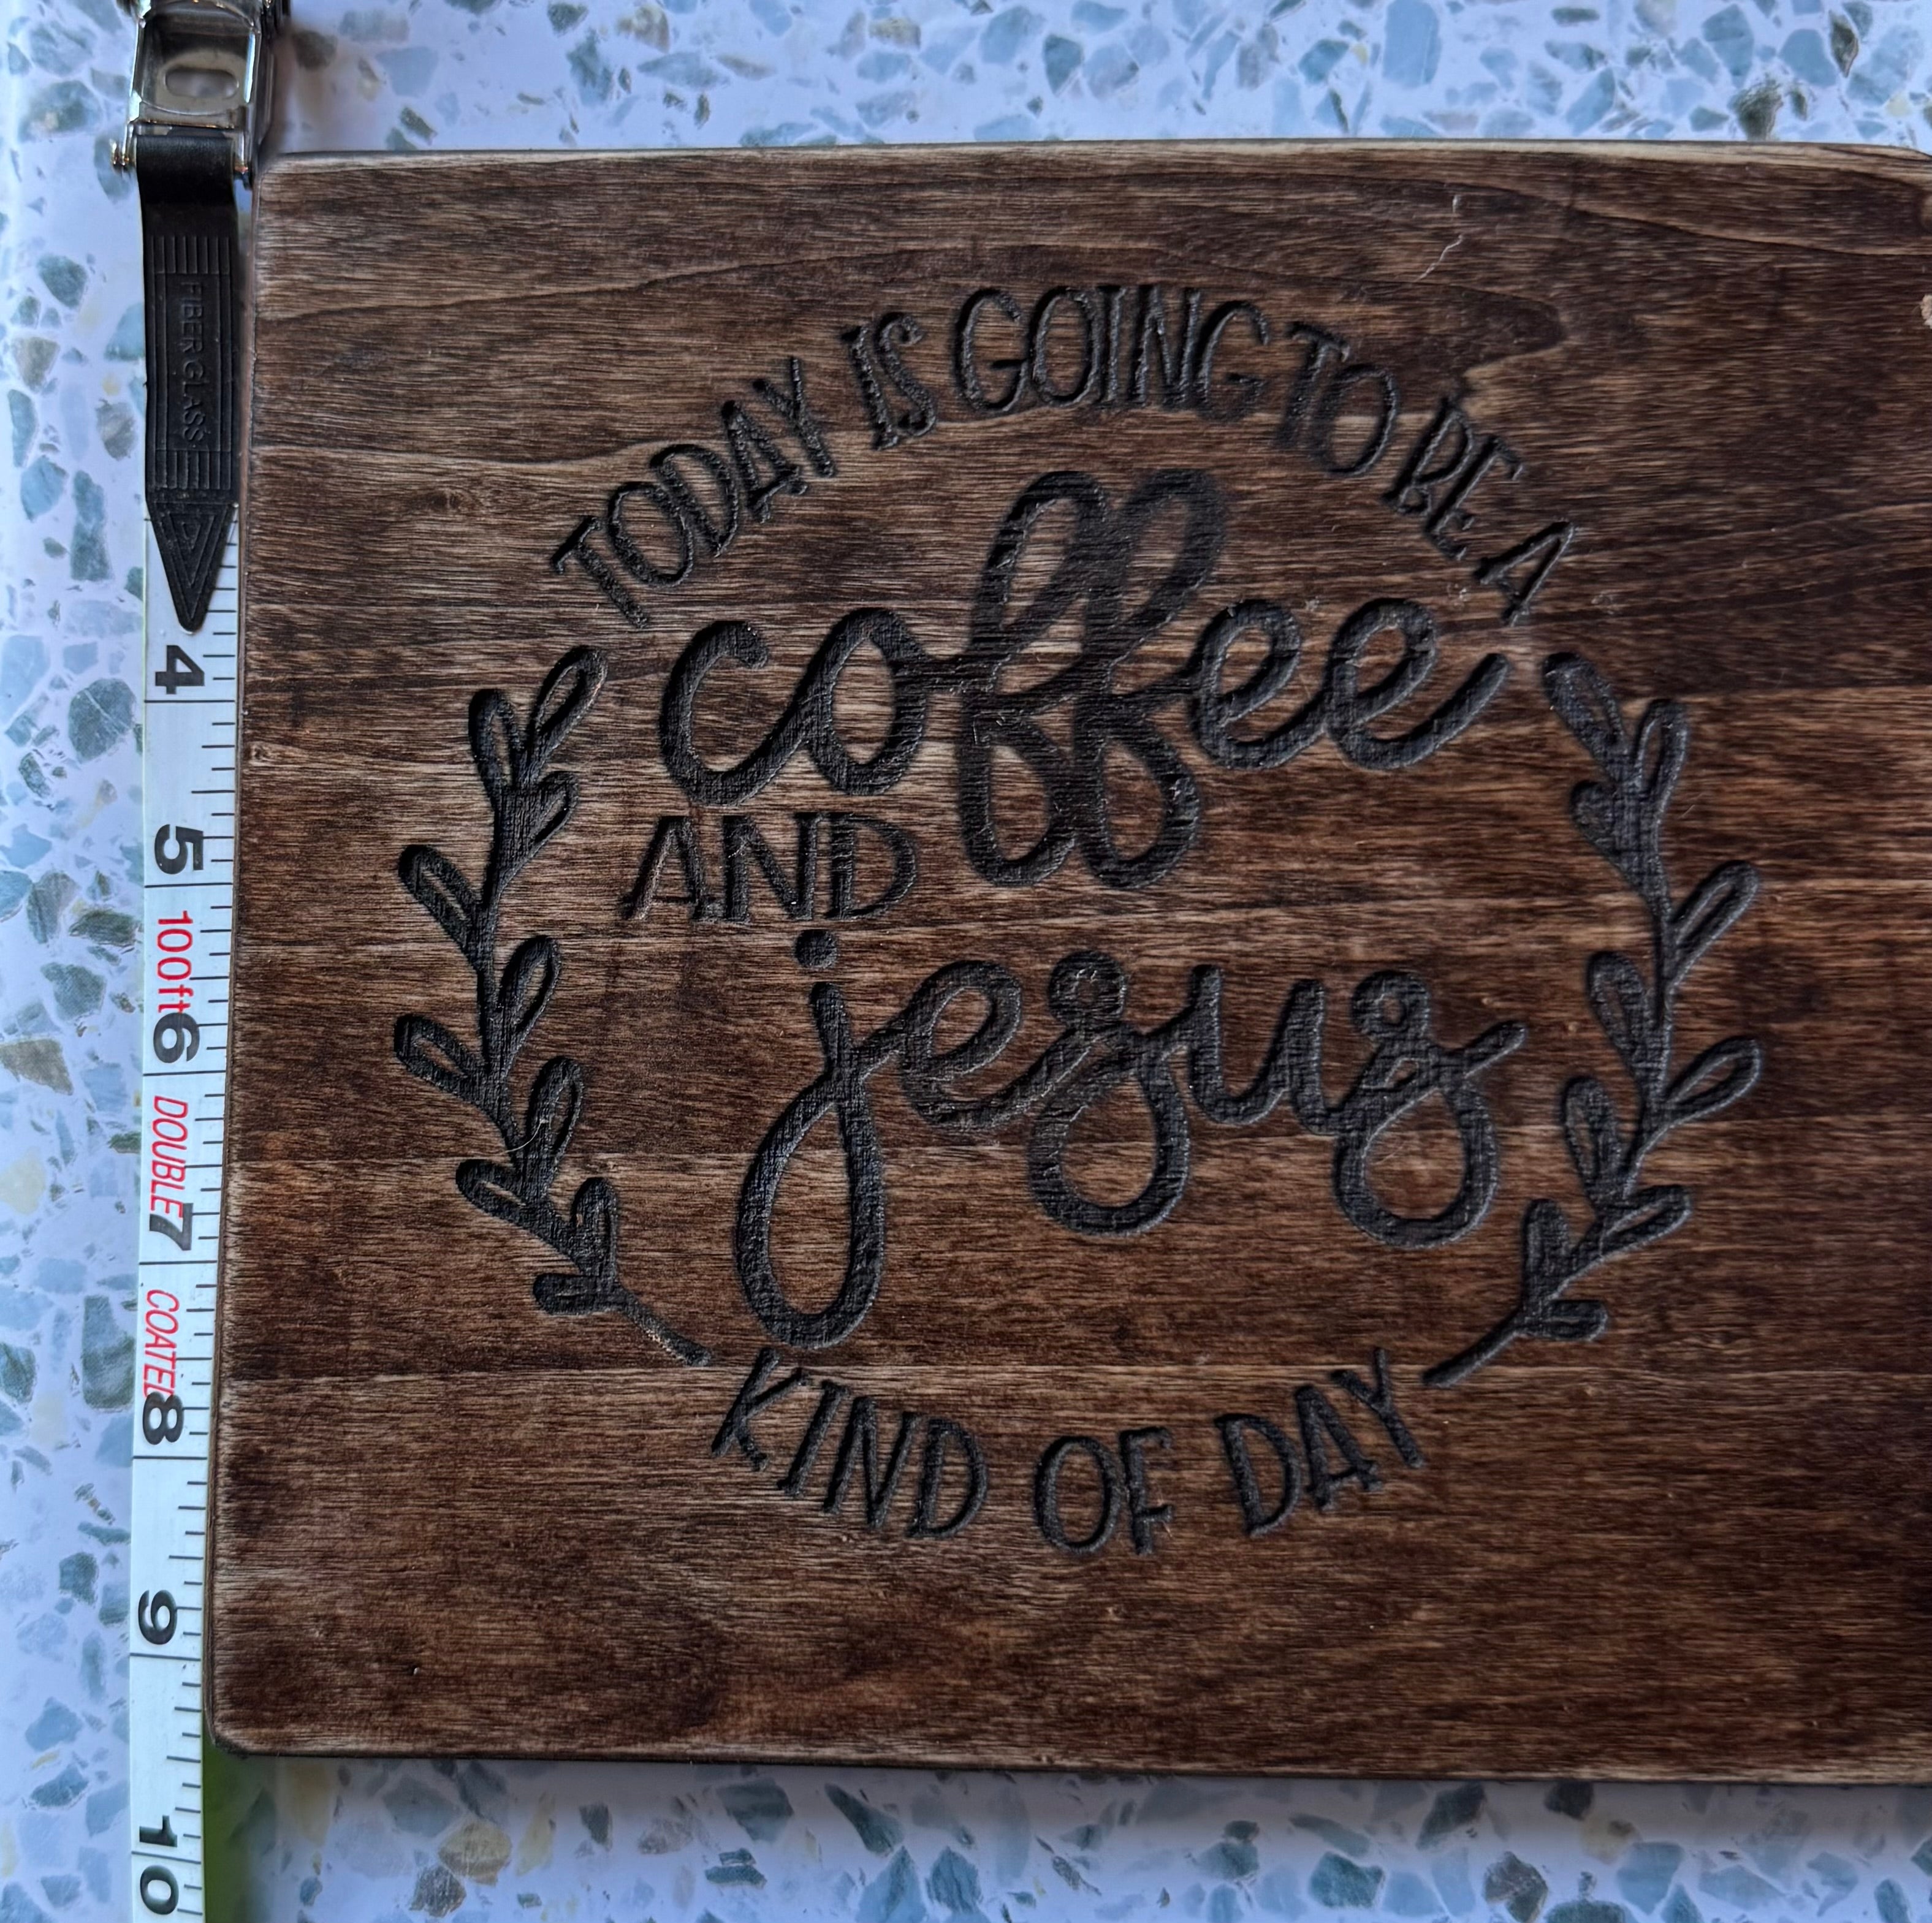 TODAY IS GOING TO BE A
coffee
AND
jesus
KIND OF DAY
FIBERGLASS
4
5
100ft
6
DOUBLE
7
COATED
8
9
10